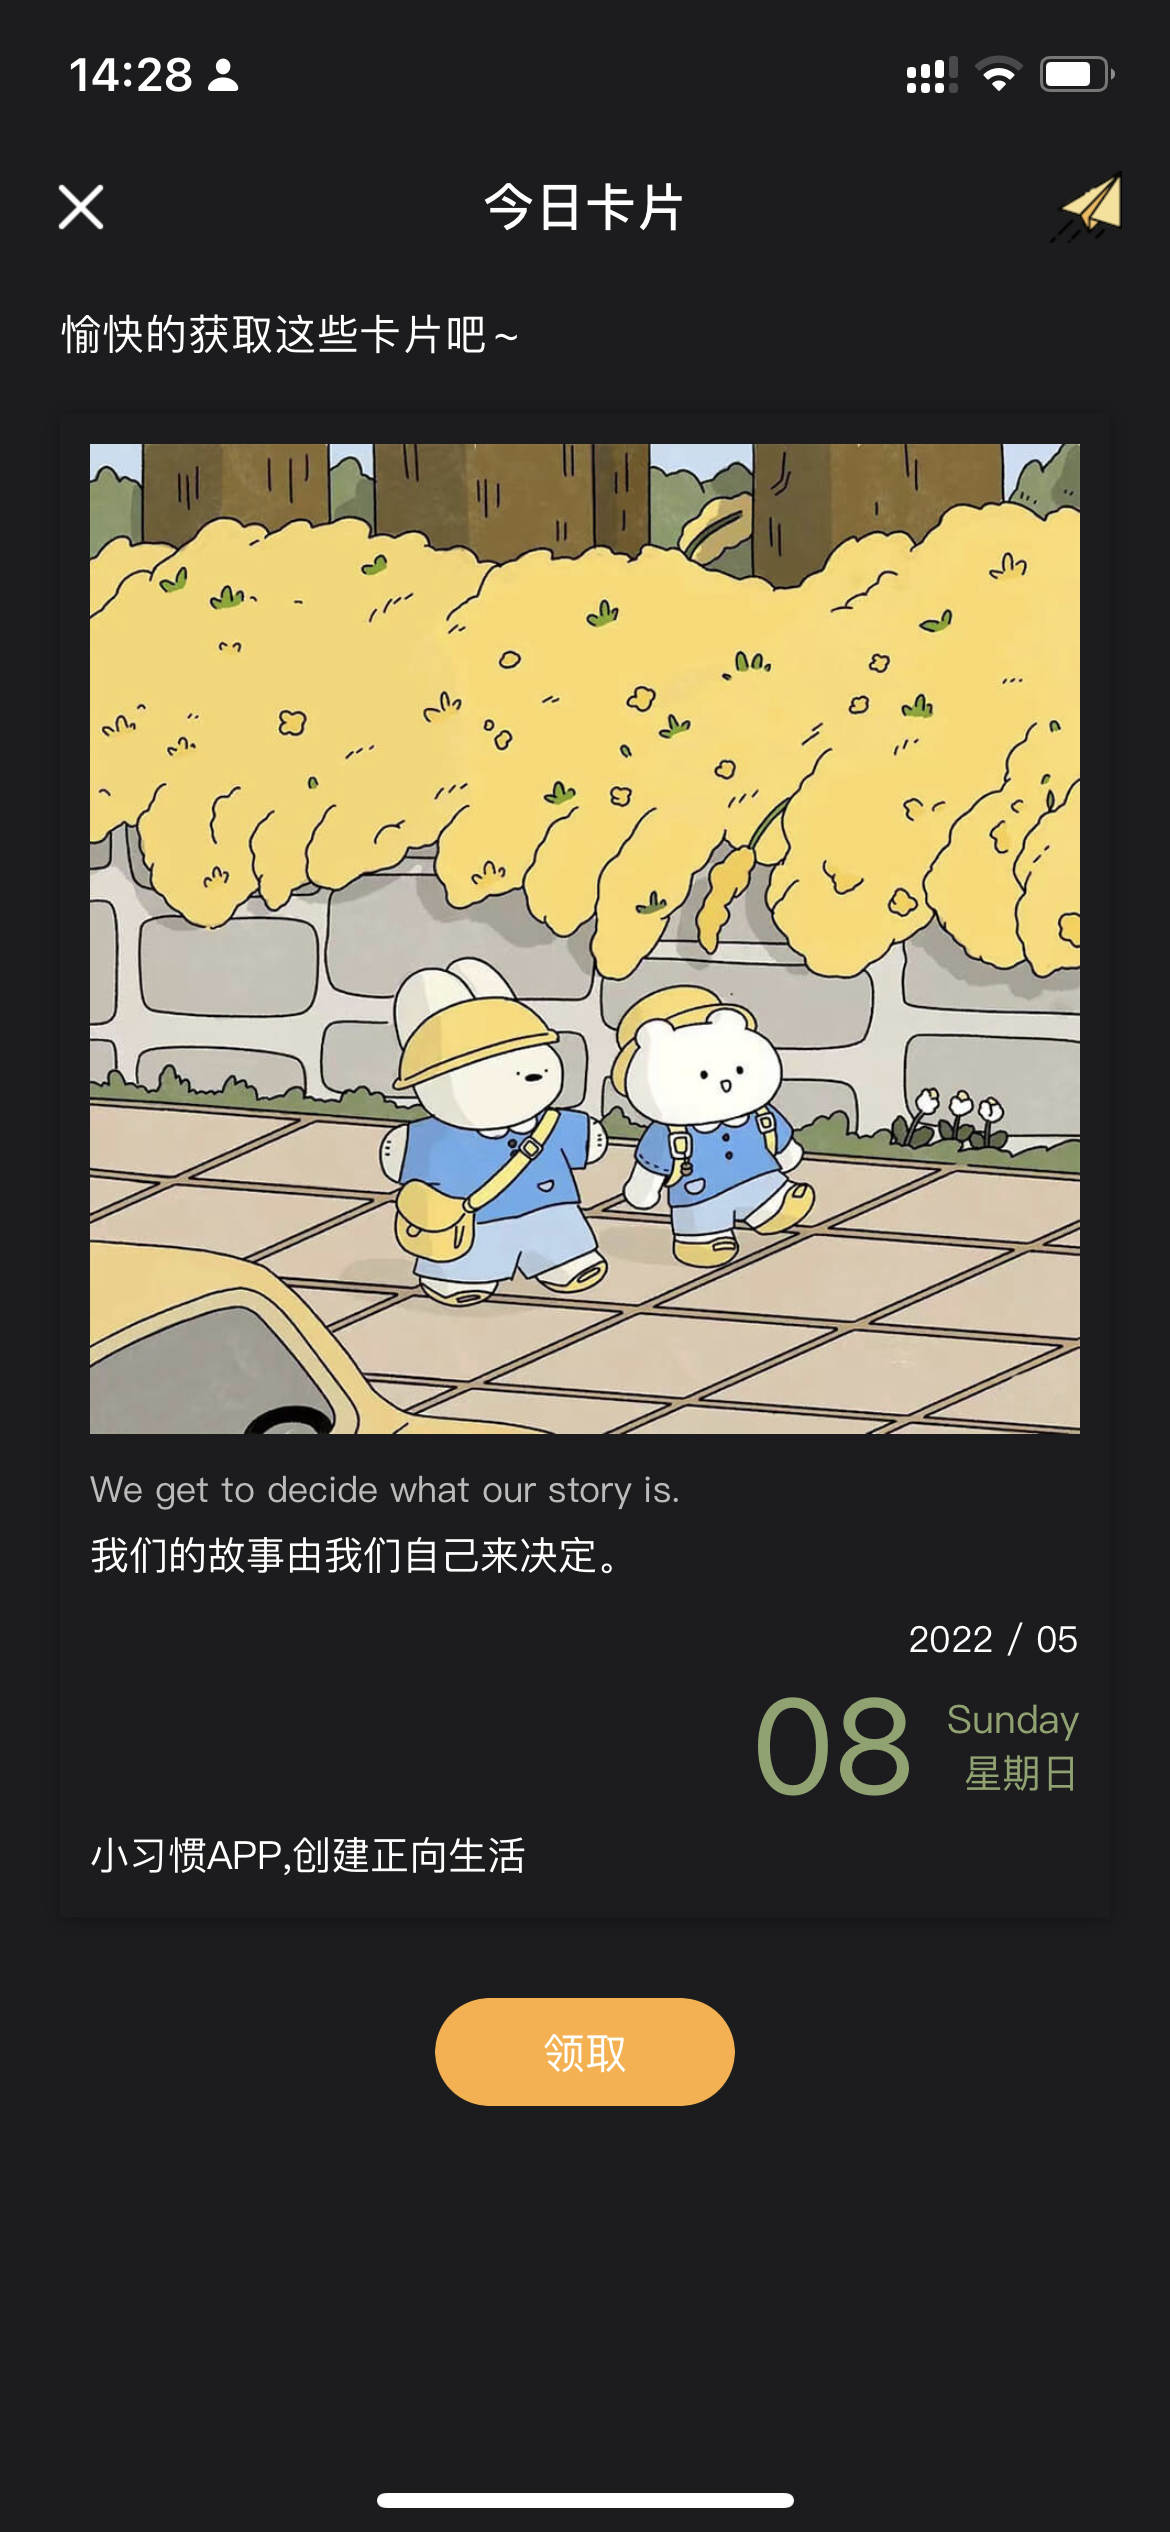 14:28
今日卡片
愉快的获取这些卡片吧~
We get to decide what our story is.
我们的故事由我们自己来决定。
2022 / 05
08
Sunday
星期日
小习惯APP,创建正向生活
领取